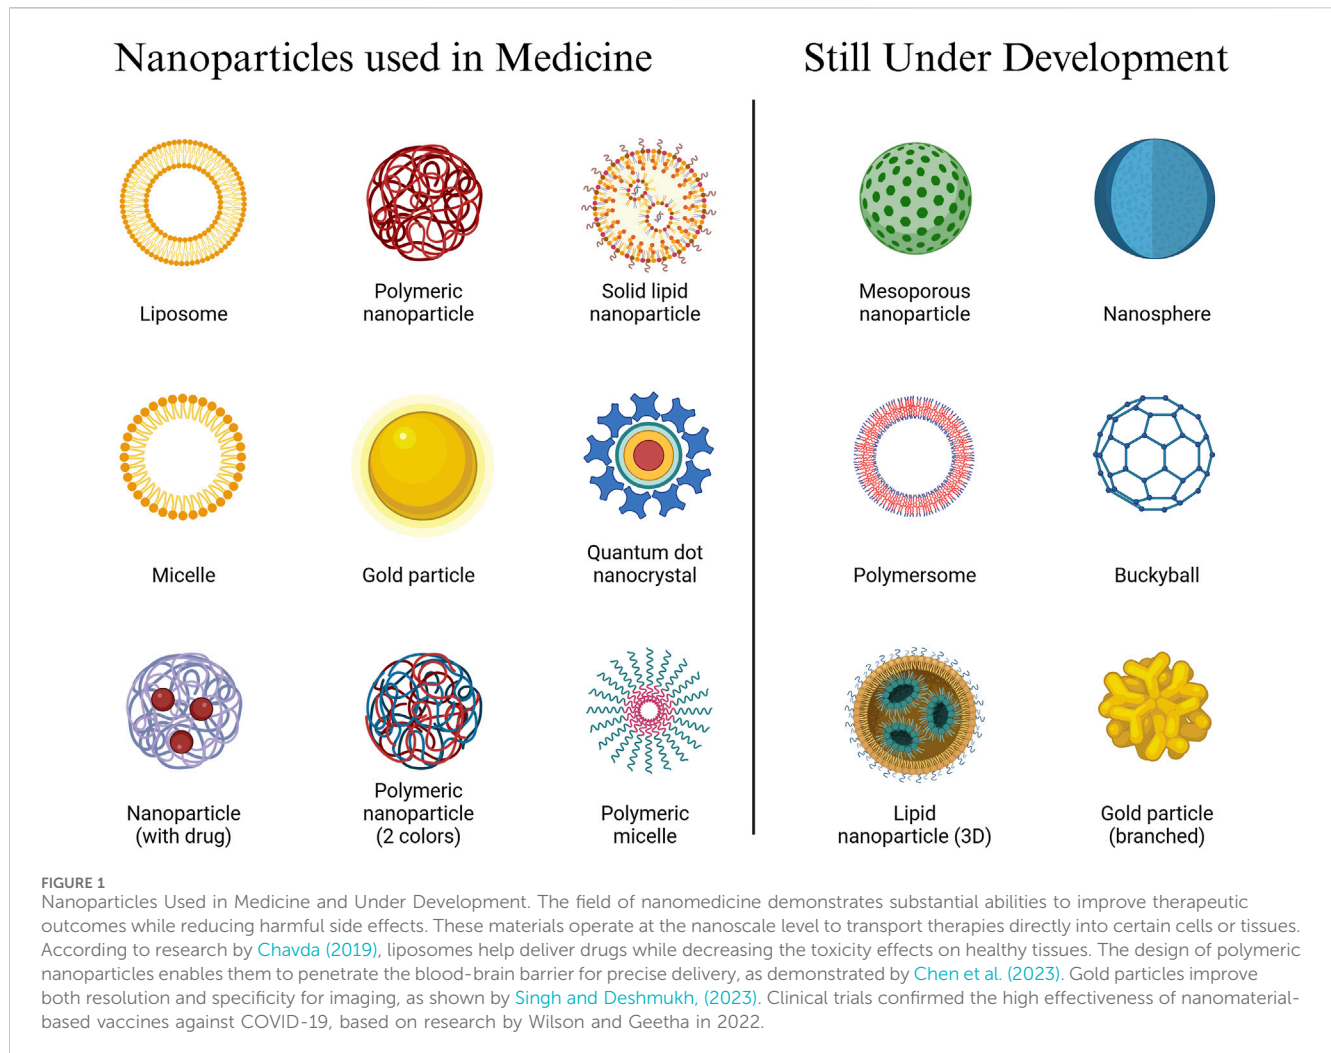 Nanoparticles used in Medicine
Still Under Development
Liposome
Polymeric
nanoparticle
Solid lipid
nanoparticle
Mesoporous
nanoparticle
Nanosphere
Micelle
Gold particle
Quantum dot
nanocrystal
Polymersome
Buckyball
Nanoparticle
(with drug)
Polymeric
nanoparticle
(2 colors)
Polymeric
micelle
Lipid
nanoparticle (3D)
Gold particle
(branched)
FIGURE 1
Nanoparticles Used in Medicine and Under Development. The field of nanomedicine demonstrates substantial abilities to improve therapeutic
outcomes while reducing harmful side effects. These materials operate at the nanoscale level to transport therapies directly into certain cells or tissues.
According to research by Chavda (2019), liposomes help deliver drugs while decreasing the toxicity effects on healthy tissues. The design of polymeric
nanoparticles enables them to penetrate the blood-brain barrier for precise delivery, as demonstrated by Chen et al. (2023). Gold particles improve
both resolution and specificity for imaging, as shown by Singh and Deshmukh, (2023). Clinical trials confirmed the high effectiveness of nanomaterial-
based vaccines against COVID-19, based on research by Wilson and Geetha in 2022.